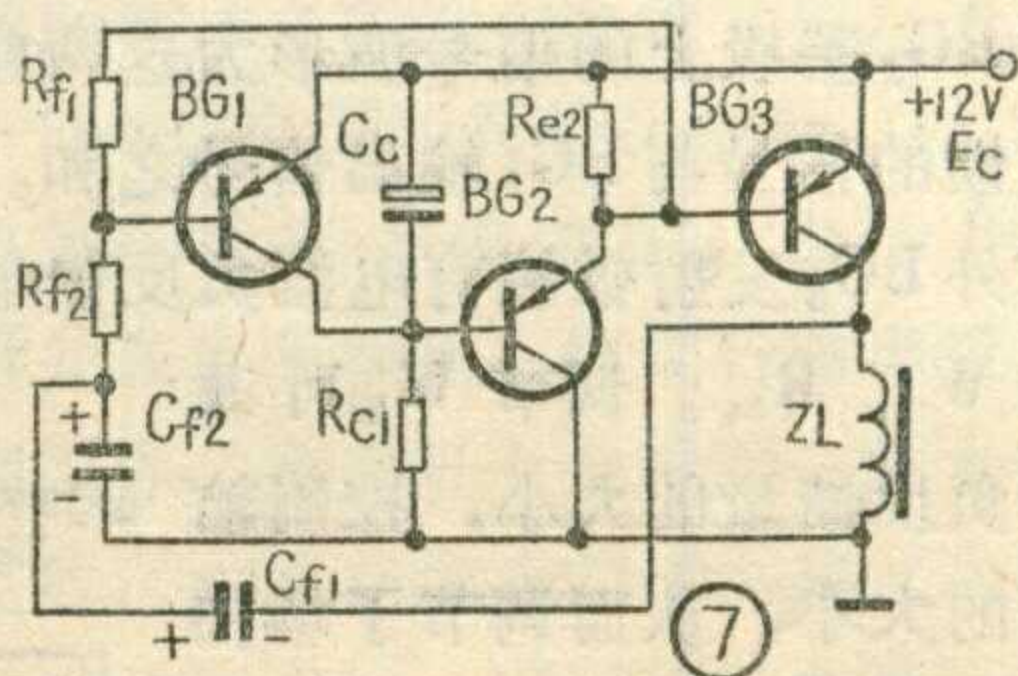 Rf1
BG1
Cc
Re2
BG3
+12V
Ec
BG2
Rf2
+
Cf2
-
Rc1
ZL
Cf1
+
-
7